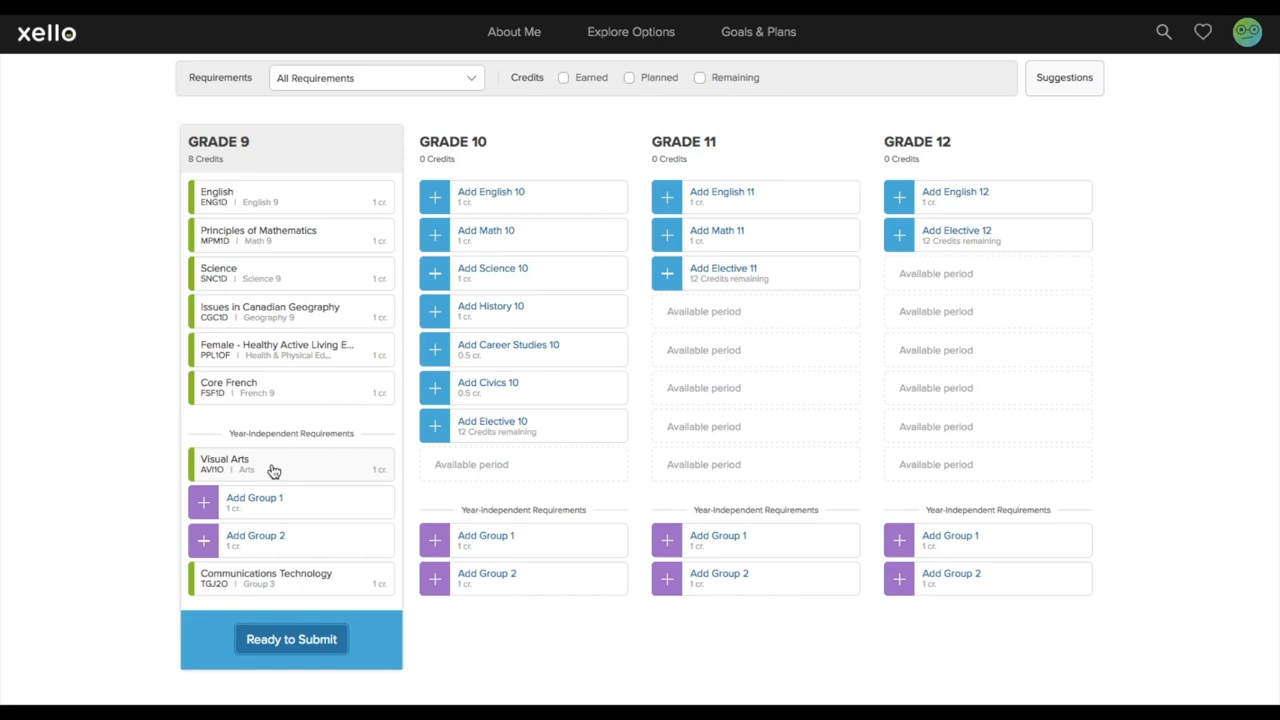 xello
About Me
Explore Options
Goals & Plans
Requirements
All Requirements
Credits
Earned
Planned
Remaining
Suggestions
GRADE 9
8 Credits
English
ENG1D | English 9 1 cr.
Principles of Mathematics
MPM1D | Math 9 1 cr.
Science
SNC1D | Science 9 1 cr.
Issues in Canadian Geography
CGC1D | Geography 9 1 cr.
Female - Healthy Active Living E...
PPL1OF | Health & Physical Ed... 1 cr.
Core French
FSF1D | French 9 1 cr.
Year-Independent Requirements
Visual Arts
AVI1O | Arts 1 cr.
Add Group 1
1 cr.
Add Group 2
1 cr.
Communications Technology
TGJ2O | Group 3 1 cr.
Ready to Submit
GRADE 10
0 Credits
Add English 10
1 cr.
Add Math 10
1 cr.
Add Science 10
1 cr.
Add History 10
1 cr.
Add Career Studies 10
0.5 cr.
Add Civics 10
0.5 cr.
Add Elective 10
12 Credits remaining
Available period
Year-Independent Requirements
Add Group 1
1 cr.
Add Group 2
1 cr.
GRADE 11
0 Credits
Add English 11
1 cr.
Add Math 11
1 cr.
Add Elective 11
12 Credits remaining
Available period
Available period
Available period
Available period
Available period
Year-Independent Requirements
Add Group 1
1 cr.
Add Group 2
1 cr.
GRADE 12
0 Credits
Add English 12
1 cr.
Add Elective 12
12 Credits remaining
Available period
Available period
Available period
Available period
Available period
Available period
Year-Independent Requirements
Add Group 1
1 cr.
Add Group 2
1 cr.